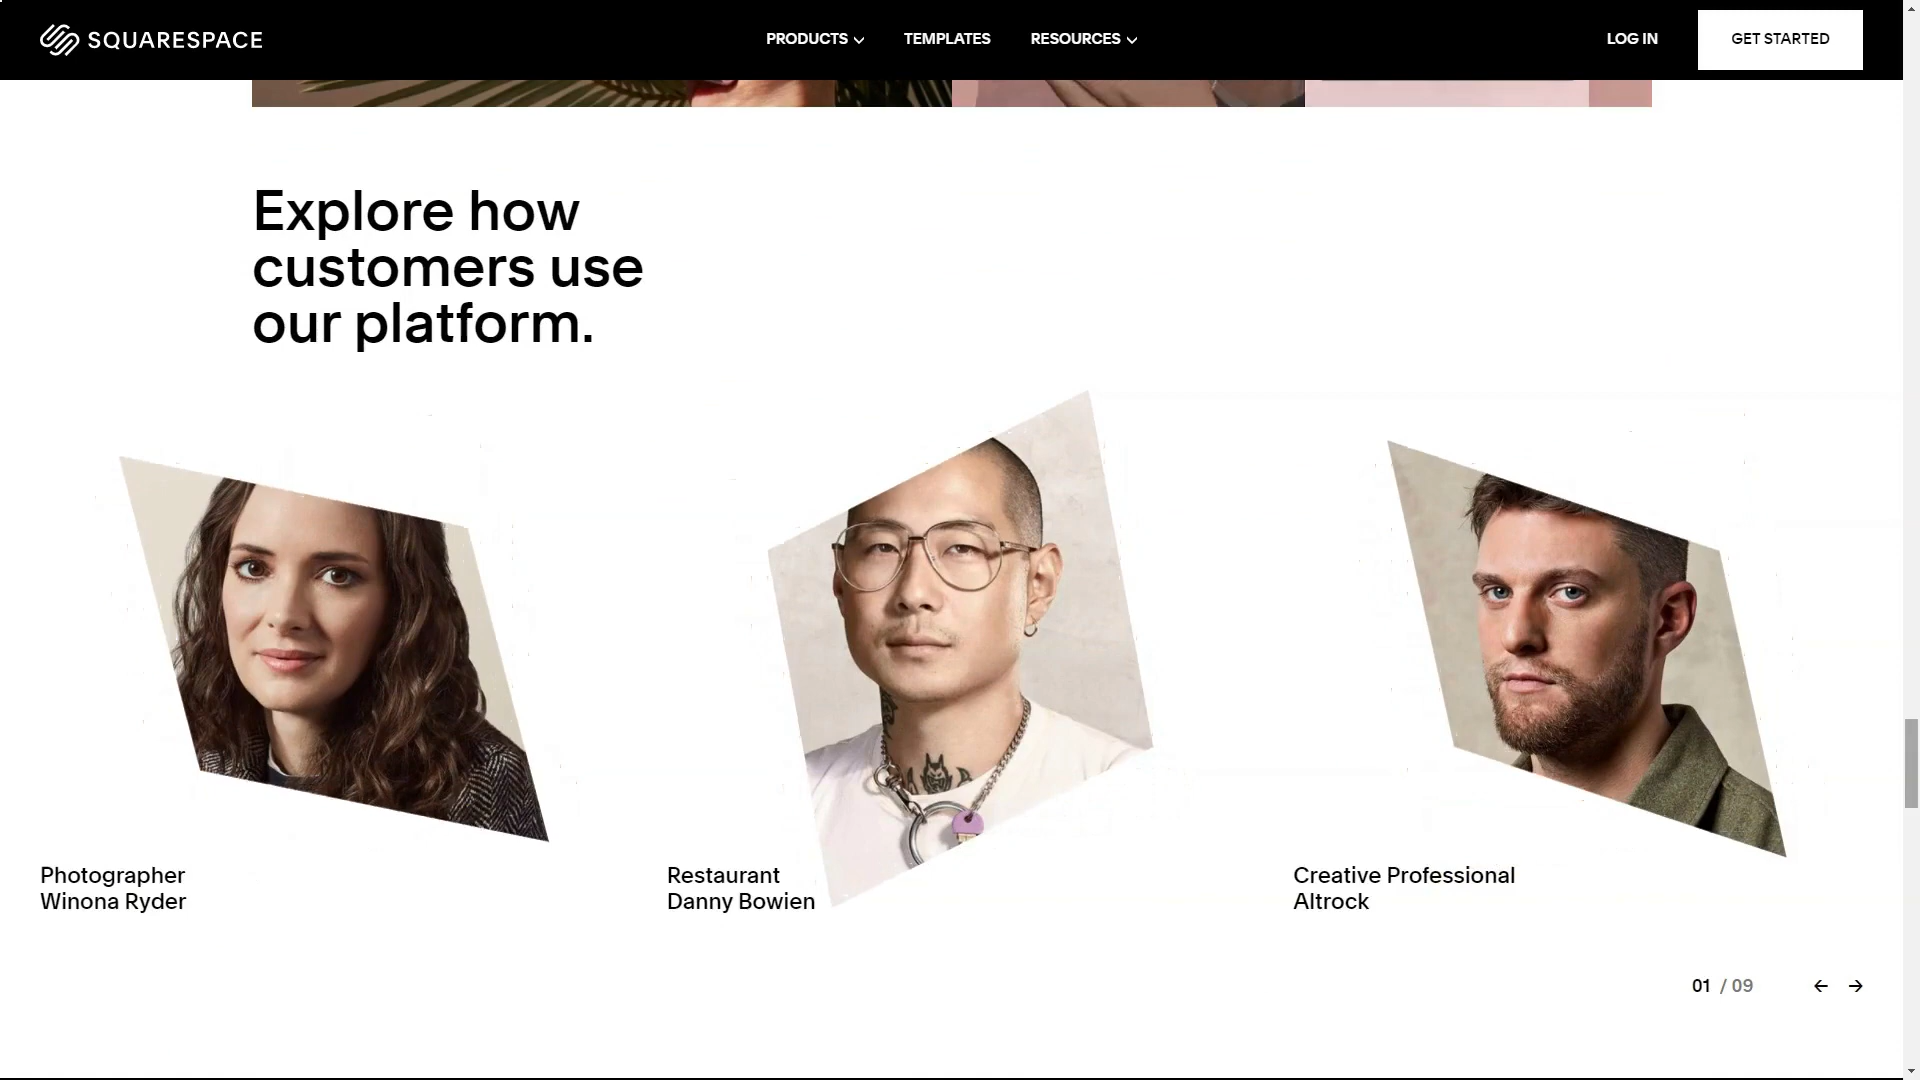 SQUARESPACE
PRODUCTS
TEMPLATES
RESOURCES
LOG IN
GET STARTED
Explore how
customers use
our platform.
Photographer
Winona Ryder
Restaurant
Danny Bowien
Creative Professional
Altrock
01 / 09